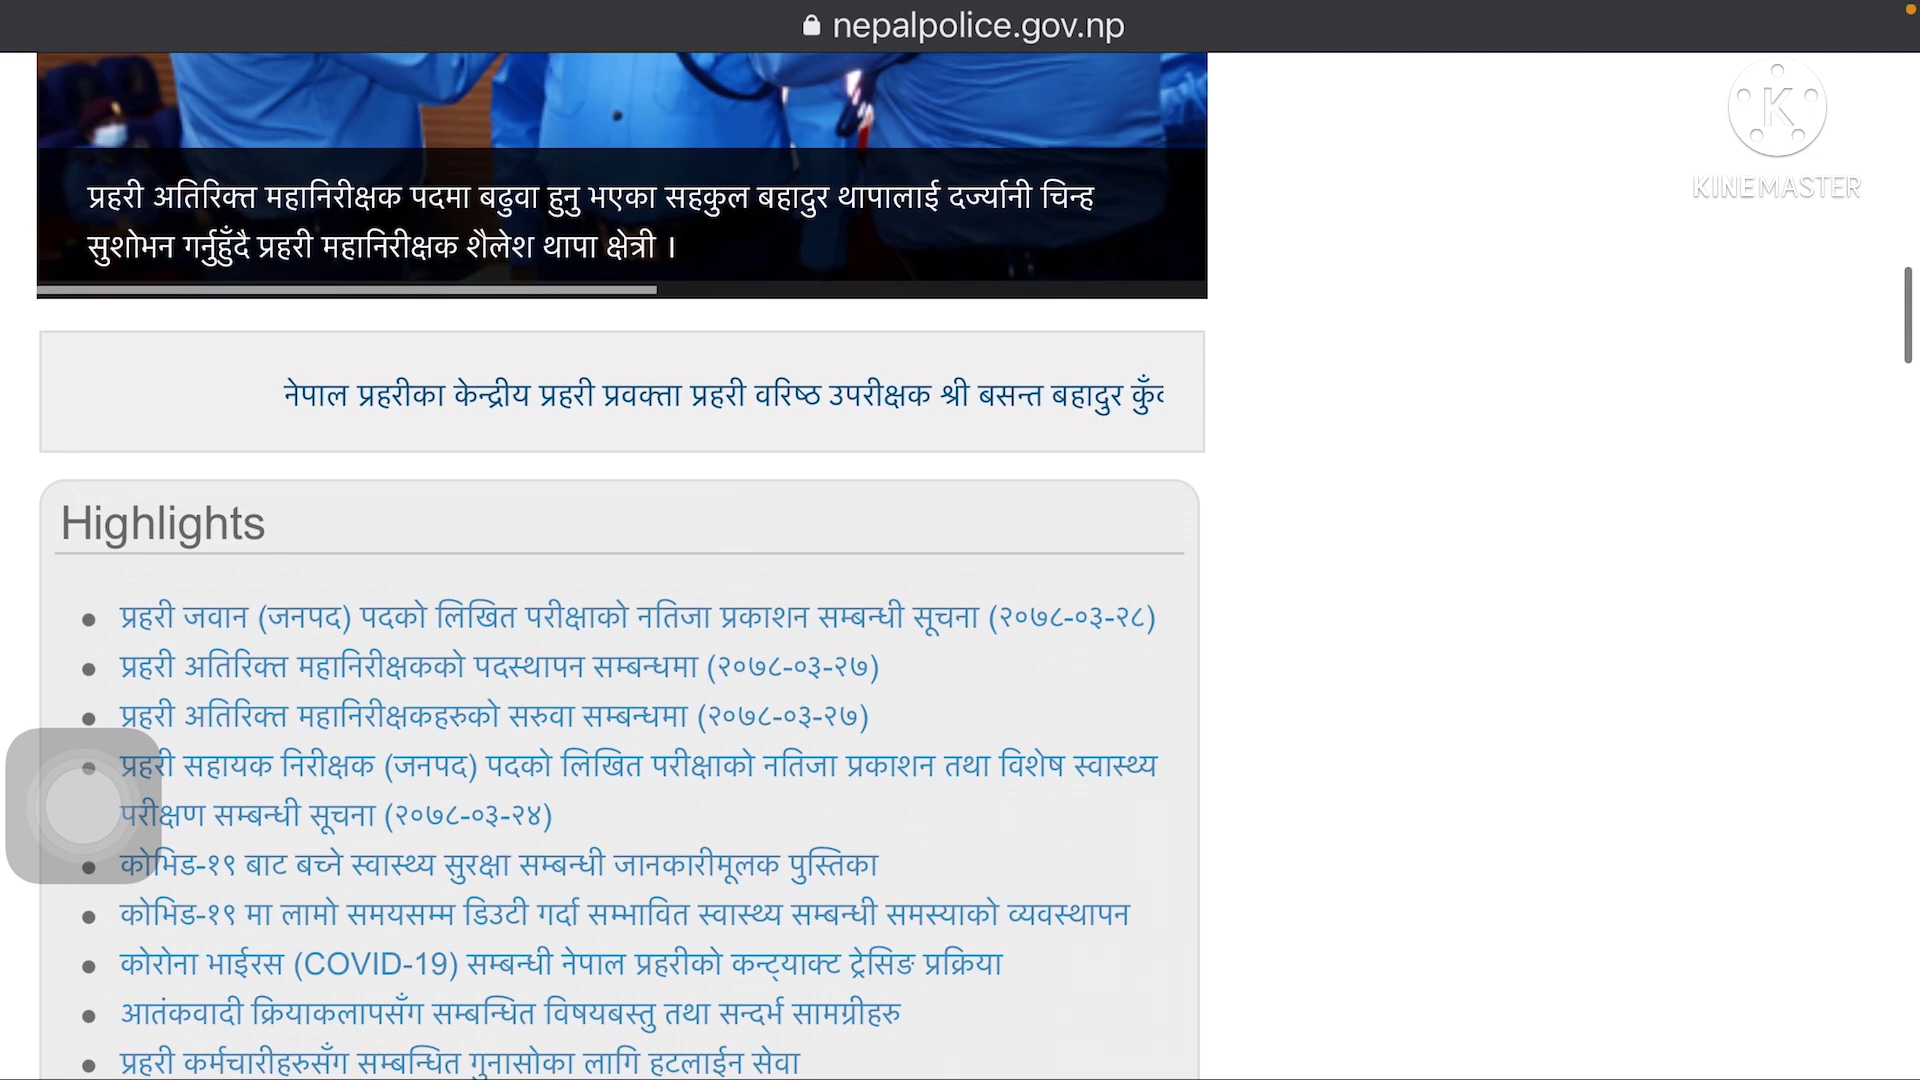 nepalpolice.gov.np
KINEMASTER
प्रहरी अतिरिक्त महानिरीक्षक पदमा बढुवा हुनु भएका सहकुल बहादुर थापालाई दर्ज्यानी चिन्ह
सुशोभन गर्नुहुँदै प्रहरी महानिरीक्षक शैलेश थापा क्षेत्री ।
नेपाल प्रहरीका केन्द्रीय प्रहरी प्रवक्ता प्रहरी वरिष्ठ उपरीक्षक श्री बसन्त बहादुर
Highlights
प्रहरी जवान (जनपद) पदको लिखित परीक्षाको नतिजा प्रकाशन सम्बन्धी सूचना (२०७८-०३-२८)
प्रहरी अतिरिक्त महानिरीक्षकको पदस्थापन सम्बन्धमा (२०७८-०३-२७)
प्रहरी अतिरिक्त महानिरीक्षकहरुको सरुवा सम्बन्धमा (२०७८-०३-२७)
प्रहरी सहायक निरीक्षक (जनपद) पदको लिखित परीक्षाको नतिजा प्रकाशन तथा विशेष स्वास्थ्य
परीक्षण सम्बन्धी सूचना (२०७८-०३-२४)
कोभिड-१९ बाट बच्ने स्वास्थ्य सुरक्षा सम्बन्धी जानकारीमूलक पुस्तिका
कोभिड-१९ मा लामो समयसम्म डिउटी गर्दा सम्भावित स्वास्थ्य सम्बन्धी समस्याको व्यवस्थापन
कोरोना भाईरस (COVID-19) सम्बन्धी नेपाल प्रहरीको कन्ट्याक्ट ट्रेसिङ प्रक्रिया
आतंकवादी क्रियाकलापसँग सम्बन्धित विषयबस्तु तथा सन्दर्भ सामग्रीहरु
प्रहरी कर्मचारीहरुसँग सम्बन्धित गुनासोका लागि हटलाईन सेवा